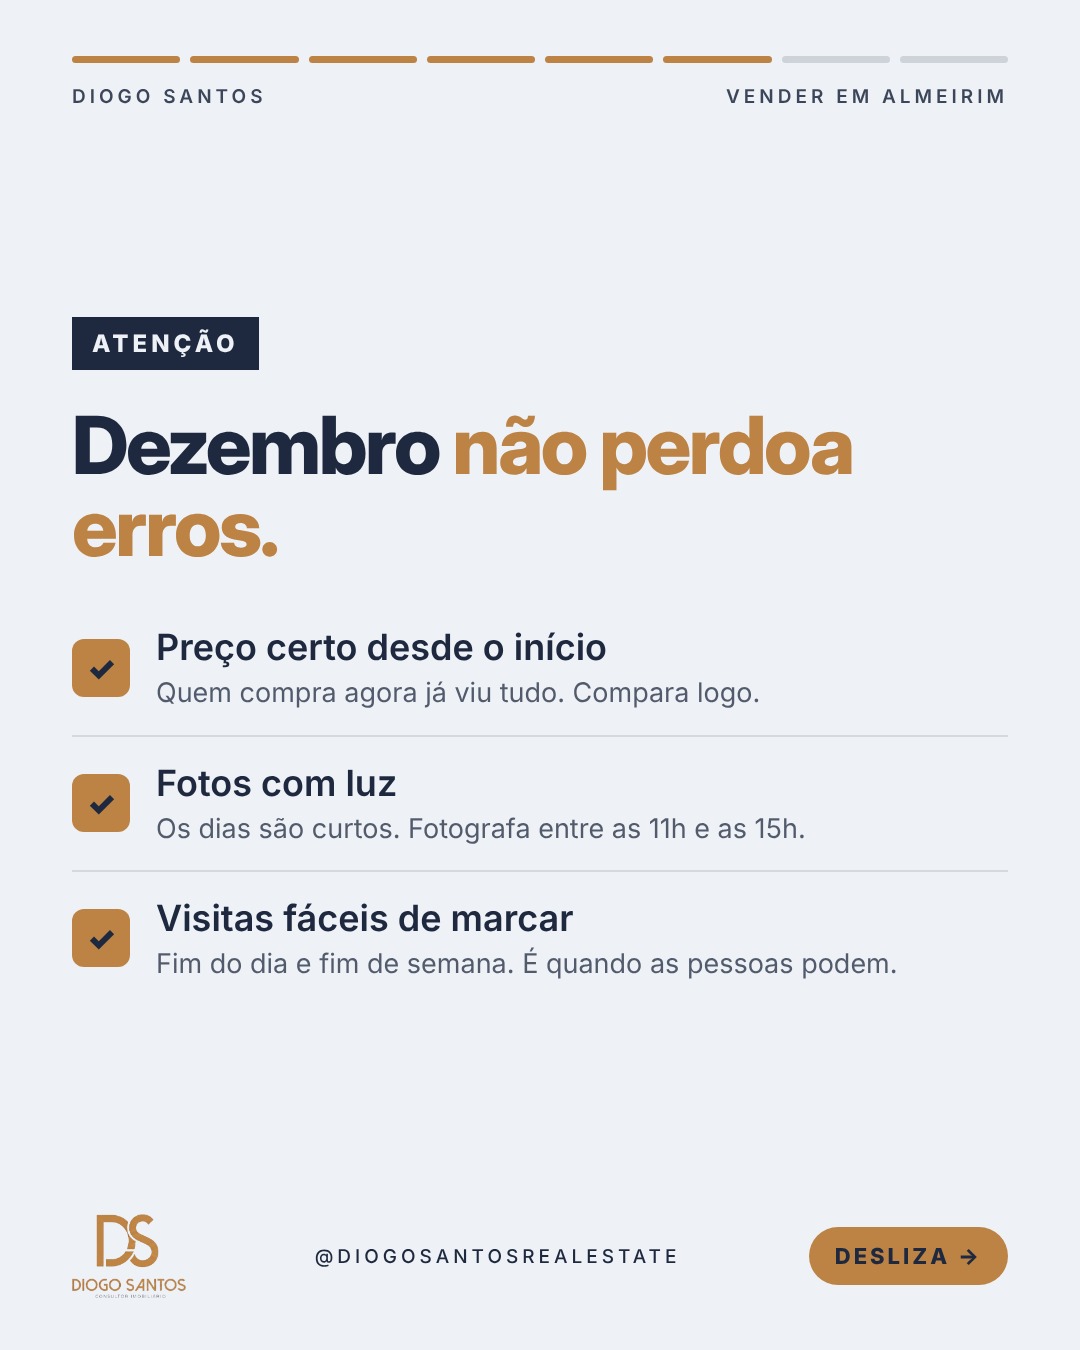 DIOGO SANTOS
VENDER EM ALMEIRIM
ATENÇÃO
Dezembro não perdoa
erros.
Preço certo desde o início
Quem compra agora já viu tudo. Compara logo.
Fotos com luz
Os dias são curtos. Fotografa entre as 11h e as 15h.
Visitas fáceis de marcar
Fim do dia e fim de semana. É quando as pessoas podem.
DS
DIOGO SANTOS
CONSULTOR IMOBILIÁRIO
@DIOGOSANTOSREALESTATE
DESLIZA →